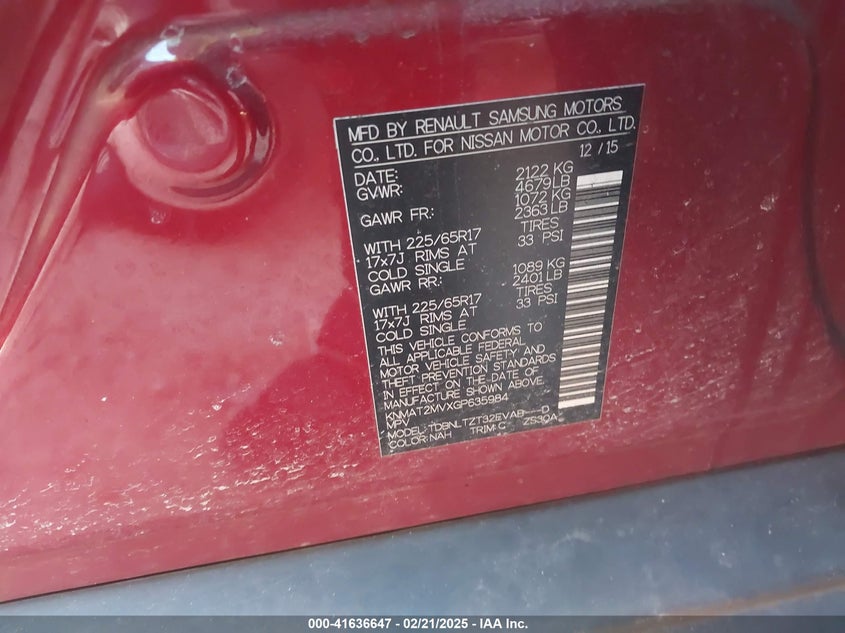 MFD BY RENAULT SAMSUNG MOTORS
CO., LTD. FOR NISSAN MOTOR CO., LTD.
DATE: 12 / 15
GVWR: 2122 KG
4679 LB
GAWR FR: 1072 KG
2363 LB
WITH 225/65R17 TIRES
17x7J RIMS AT 33 PSI
COLD SINGLE
GAWR RR: 1089 KG
2401 LB
WITH 225/65R17 TIRES
17x7J RIMS AT 33 PSI
COLD SINGLE
THIS VEHICLE CONFORMS TO
ALL APPLICABLE FEDERAL
MOTOR VEHICLE SAFETY AND
THEFT PREVENTION STANDARDS
IN EFFECT ON THE DATE OF
MANUFACTURE SHOWN ABOVE.
KNMAT2MVXGP635984
MPV
MODEL: TDBNLTZT32EVAB---D
COLOR: NAH TRIM: C ZS30A
000-41636647 - 02/21/2025 - IAA Inc.